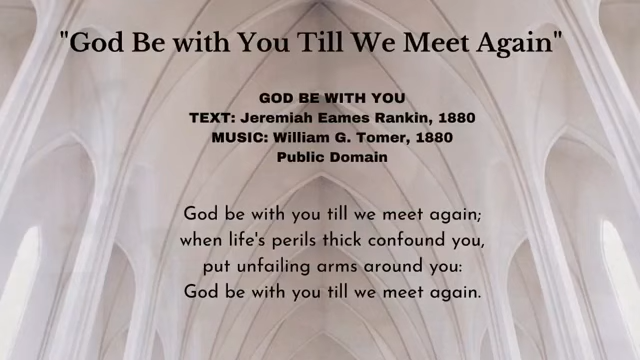 "God Be with You Till We Meet Again"
GOD BE WITH YOU
TEXT: Jeremiah Eames Rankin, 1880
MUSIC: William G. Tomer, 1880
Public Domain
God be with you till we meet again;
when life's perils thick confound you,
put unfailing arms around you:
God be with you till we meet again.